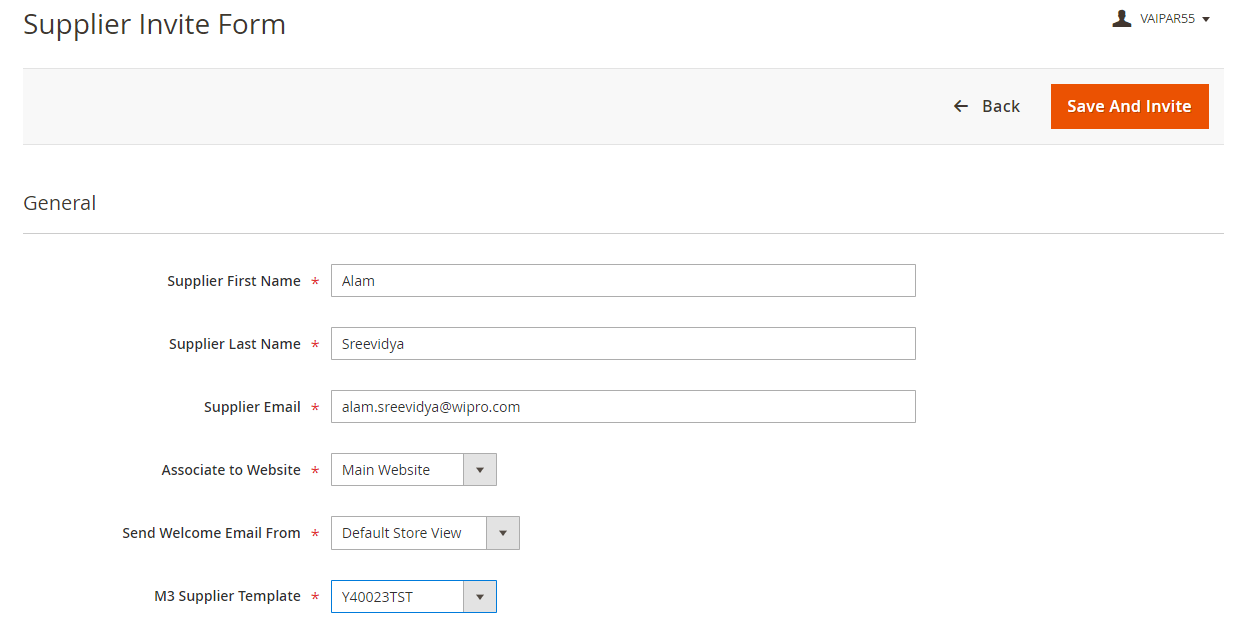 Supplier Invite Form
VAIPAR55
Back
Save And Invite
General
Supplier First Name *
Alam
Supplier Last Name *
Sreevidya
Supplier Email *
alam.sreevidya@wipro.com
Associate to Website *
Main Website
Send Welcome Email From *
Default Store View
M3 Supplier Template *
Y40023TST